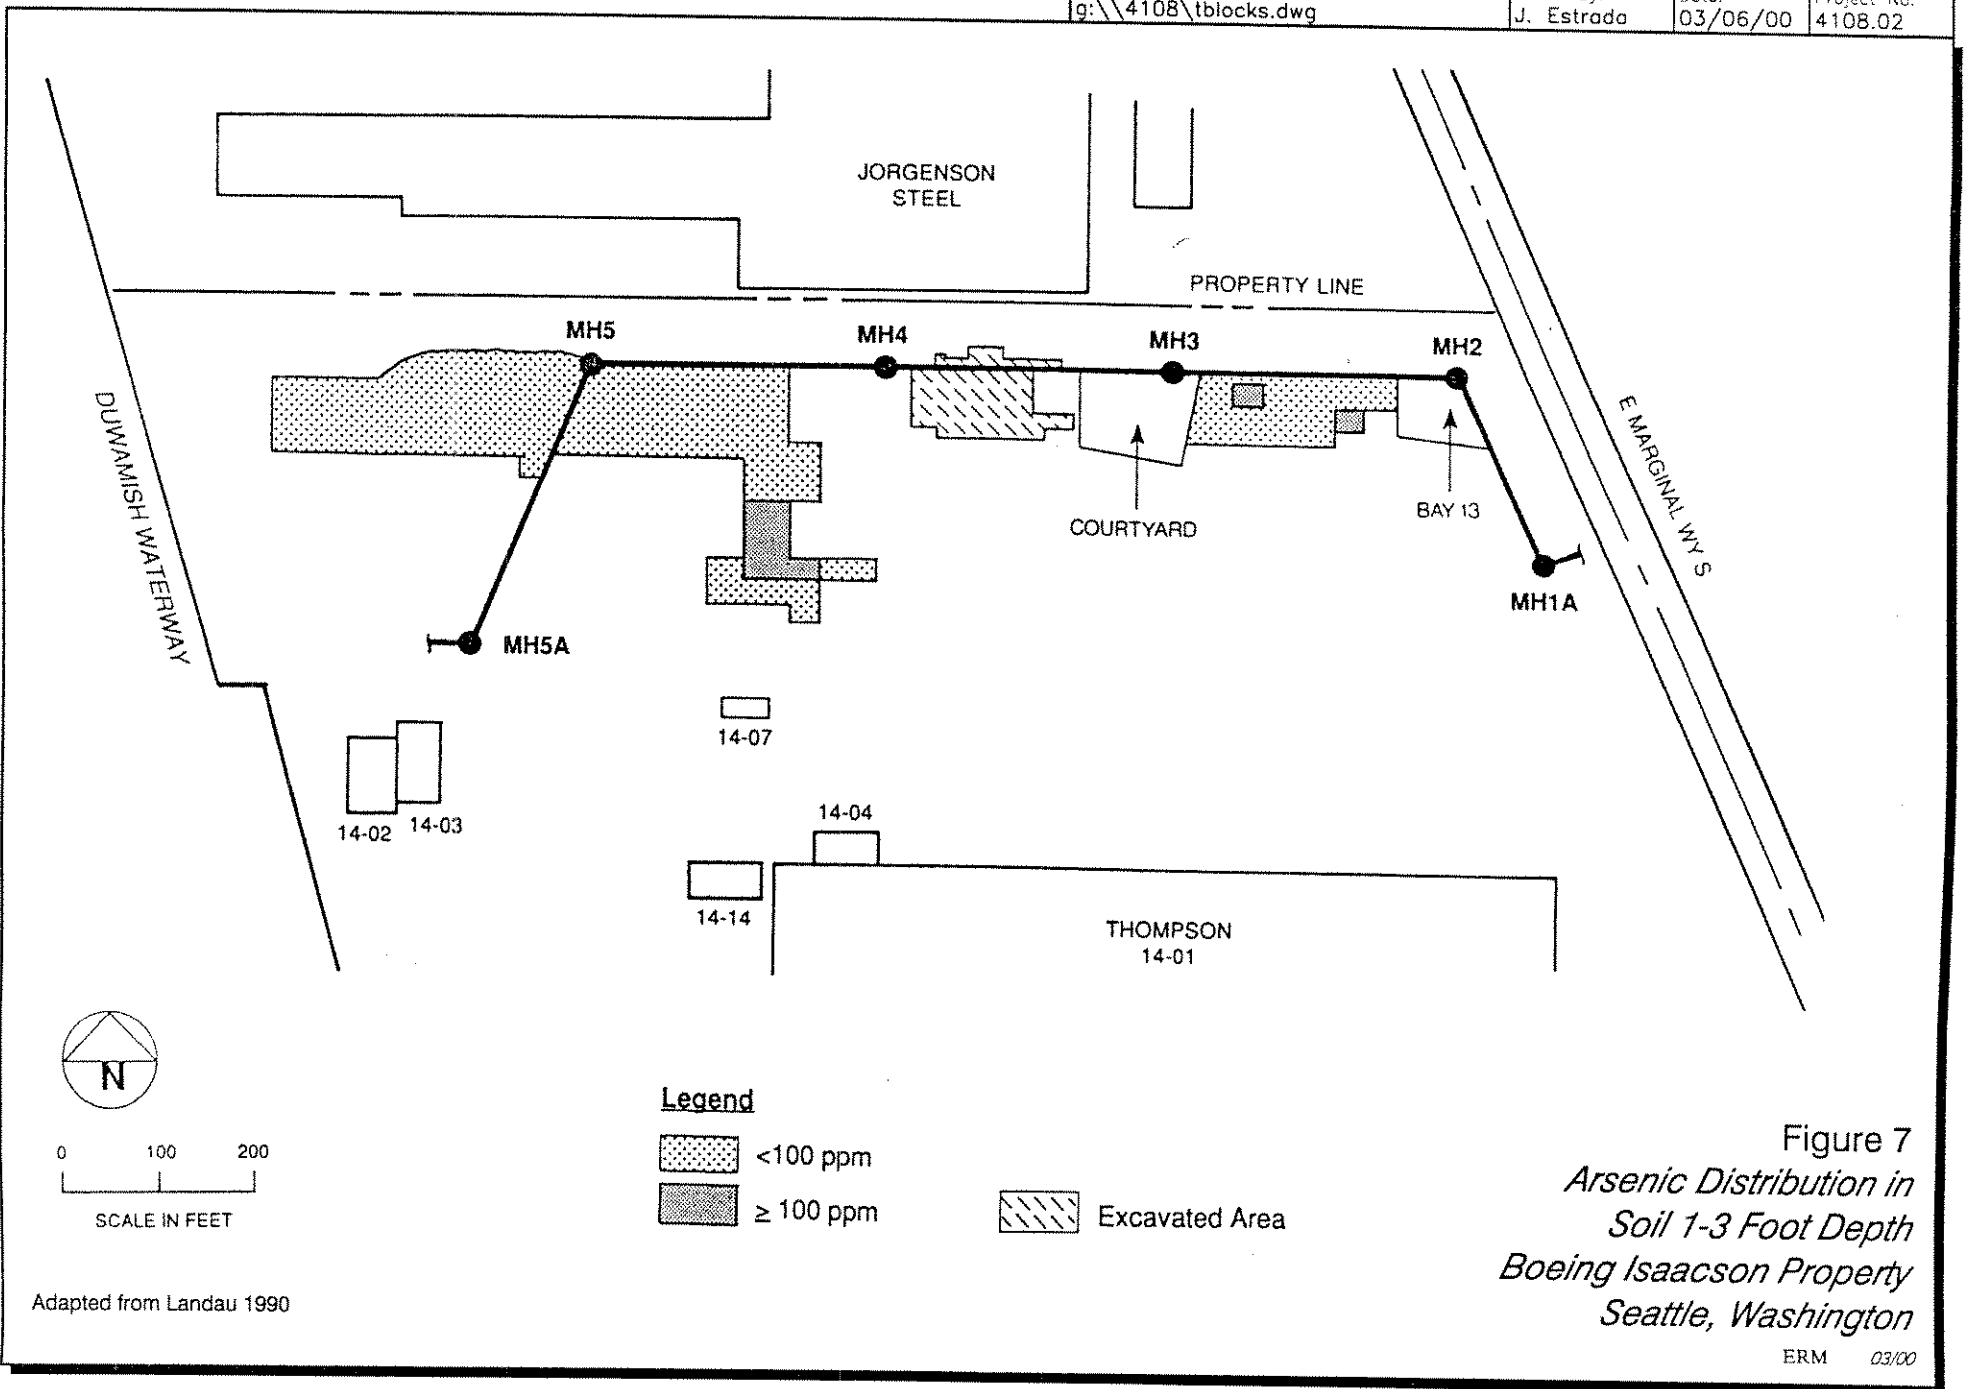 g:\\4108\tblocks.dwg
J. Estrada
03/06/00
Project No.
4108.02
JORGENSON
STEEL
PROPERTY LINE
MH5
MH4
MH3
MH2
DUWAMISH WATERWAY
E MARGINAL WY S
COURTYARD
BAY 13
MH1A
MH5A
14-07
14-02
14-03
14-04
14-14
THOMPSON
14-01
N
0 100 200
SCALE IN FEET
Legend
<100 ppm
≥ 100 ppm
Excavated Area
Figure 7
Arsenic Distribution in
Soil 1-3 Foot Depth
Boeing Isaacson Property
Seattle, Washington
Adapted from Landau 1990
ERM 03/00